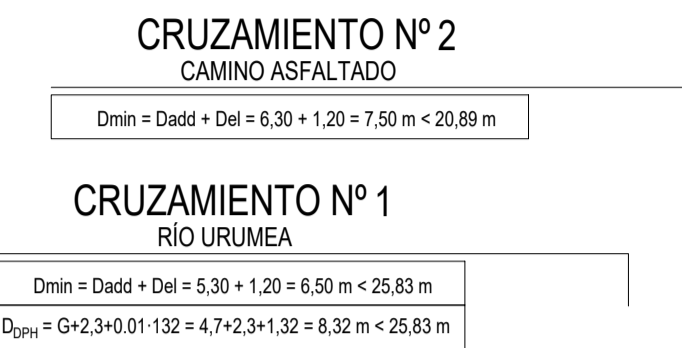 CRUZAMIENTO Nº 2
CAMINO ASFALTADO
Dmin = Dadd + Del = 6,30 + 1,20 = 7,50 m < 20,89 m
CRUZAMIENTO Nº 1
RÍO URUMEA
Dmin = Dadd + Del = 5,30 + 1,20 = 6,50 m < 25,83 m
D_DPH = G+2,3+0.01·132 = 4,7+2,3+1,32 = 8,32 m < 25,83 m